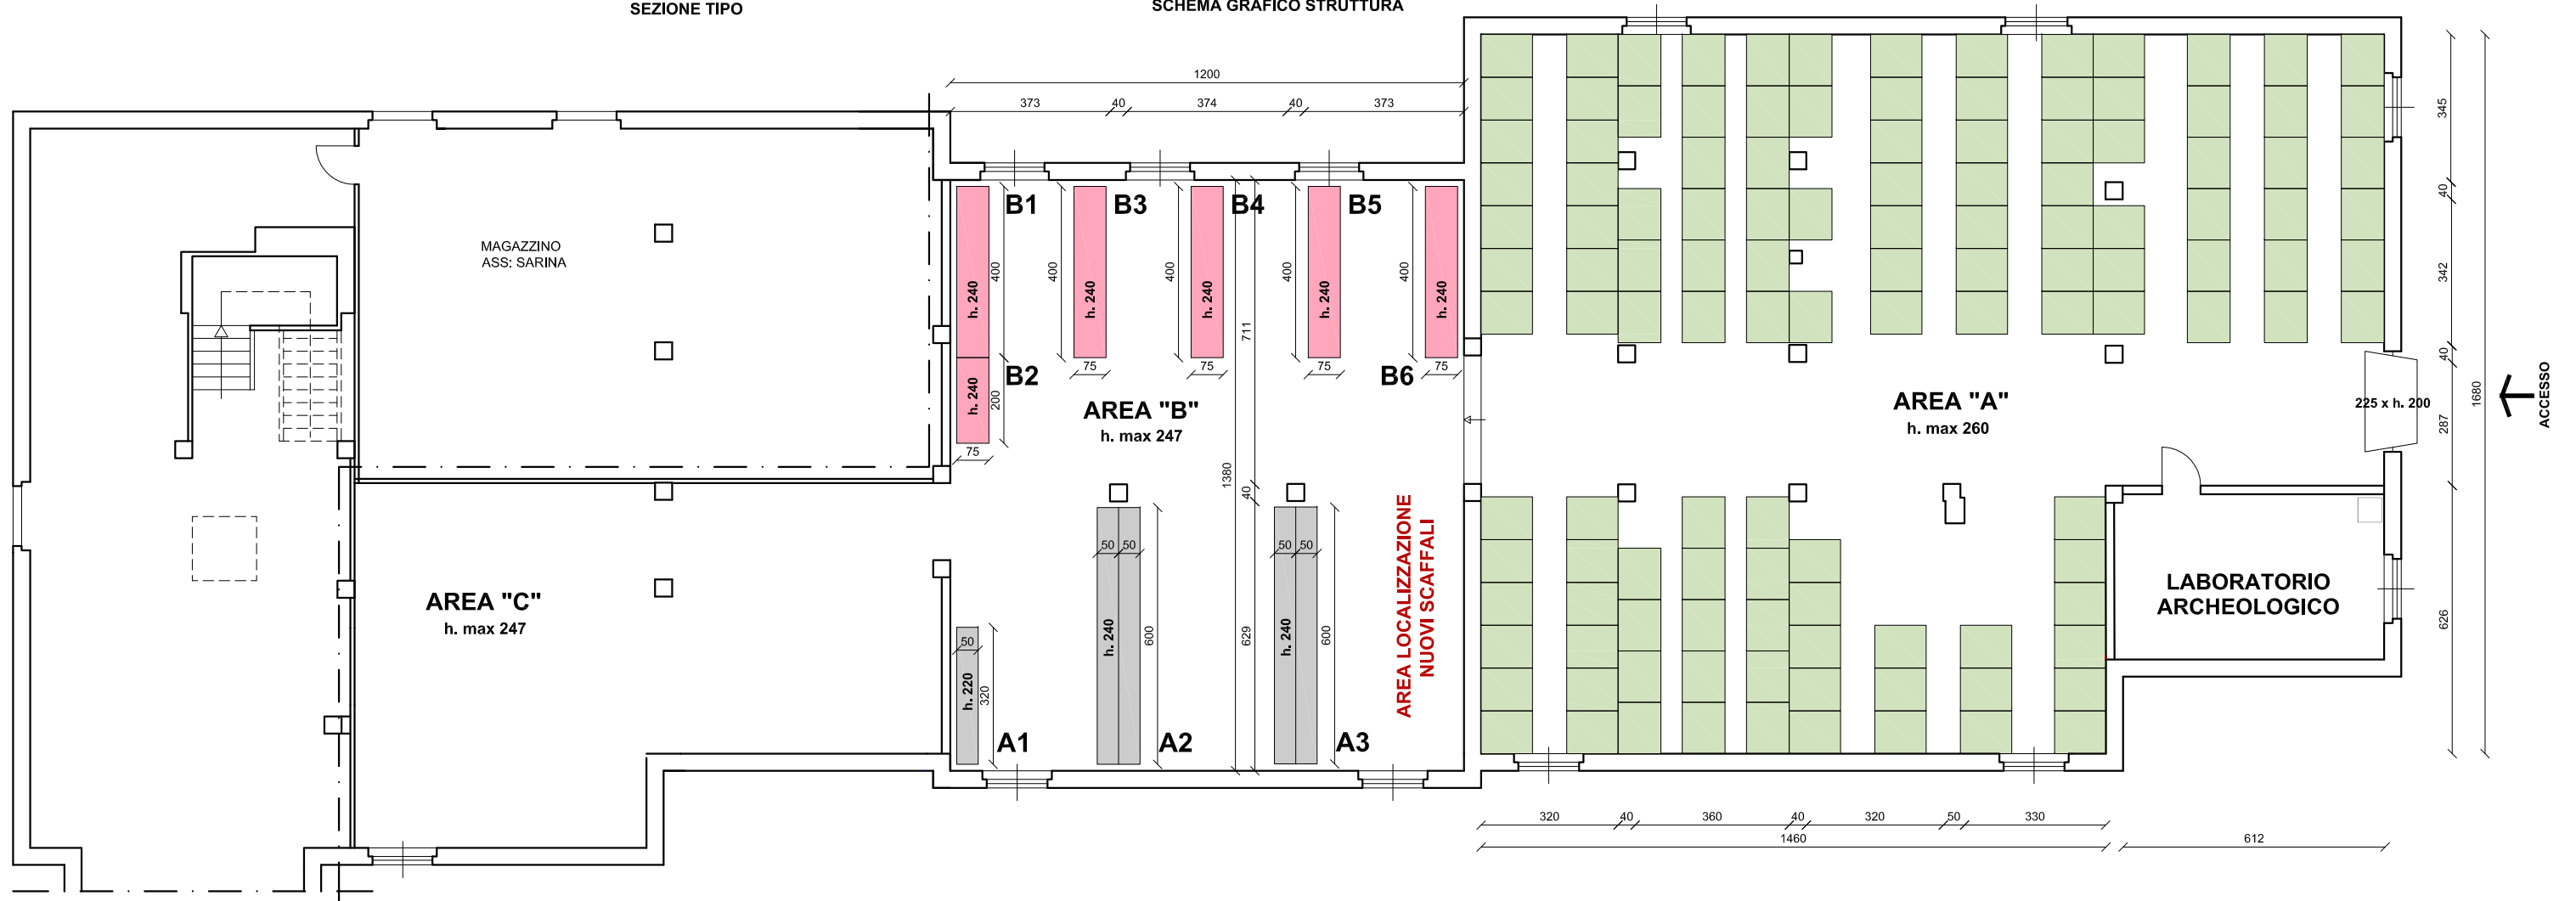 SEZIONE TIPO
SCHEMA GRAFICO STRUTTURA
1200
373
40
374
40
373
MAGAZZINO
ASS: SARINA
B1
B3
B4
B5
400
400
400
400
400
h. 240
h. 240
h. 240
h. 240
h. 240
75
75
75
75
B2
B6
h. 240
200
75
AREA "B"
h. max 247
711
1380
40
629
AREA "A"
h. max 260
225 x h. 200
ACCESSO
345
40
342
40
287
1680
626
AREA "C"
h. max 247
50
h. 220
320
A1
50
50
h. 240
600
A2
50
50
h. 240
600
A3
AREA LOCALIZZAZIONE
NUOVI SCAFFALI
LABORATORIO
ARCHEOLOGICO
320
40
360
40
320
50
330
1460
612